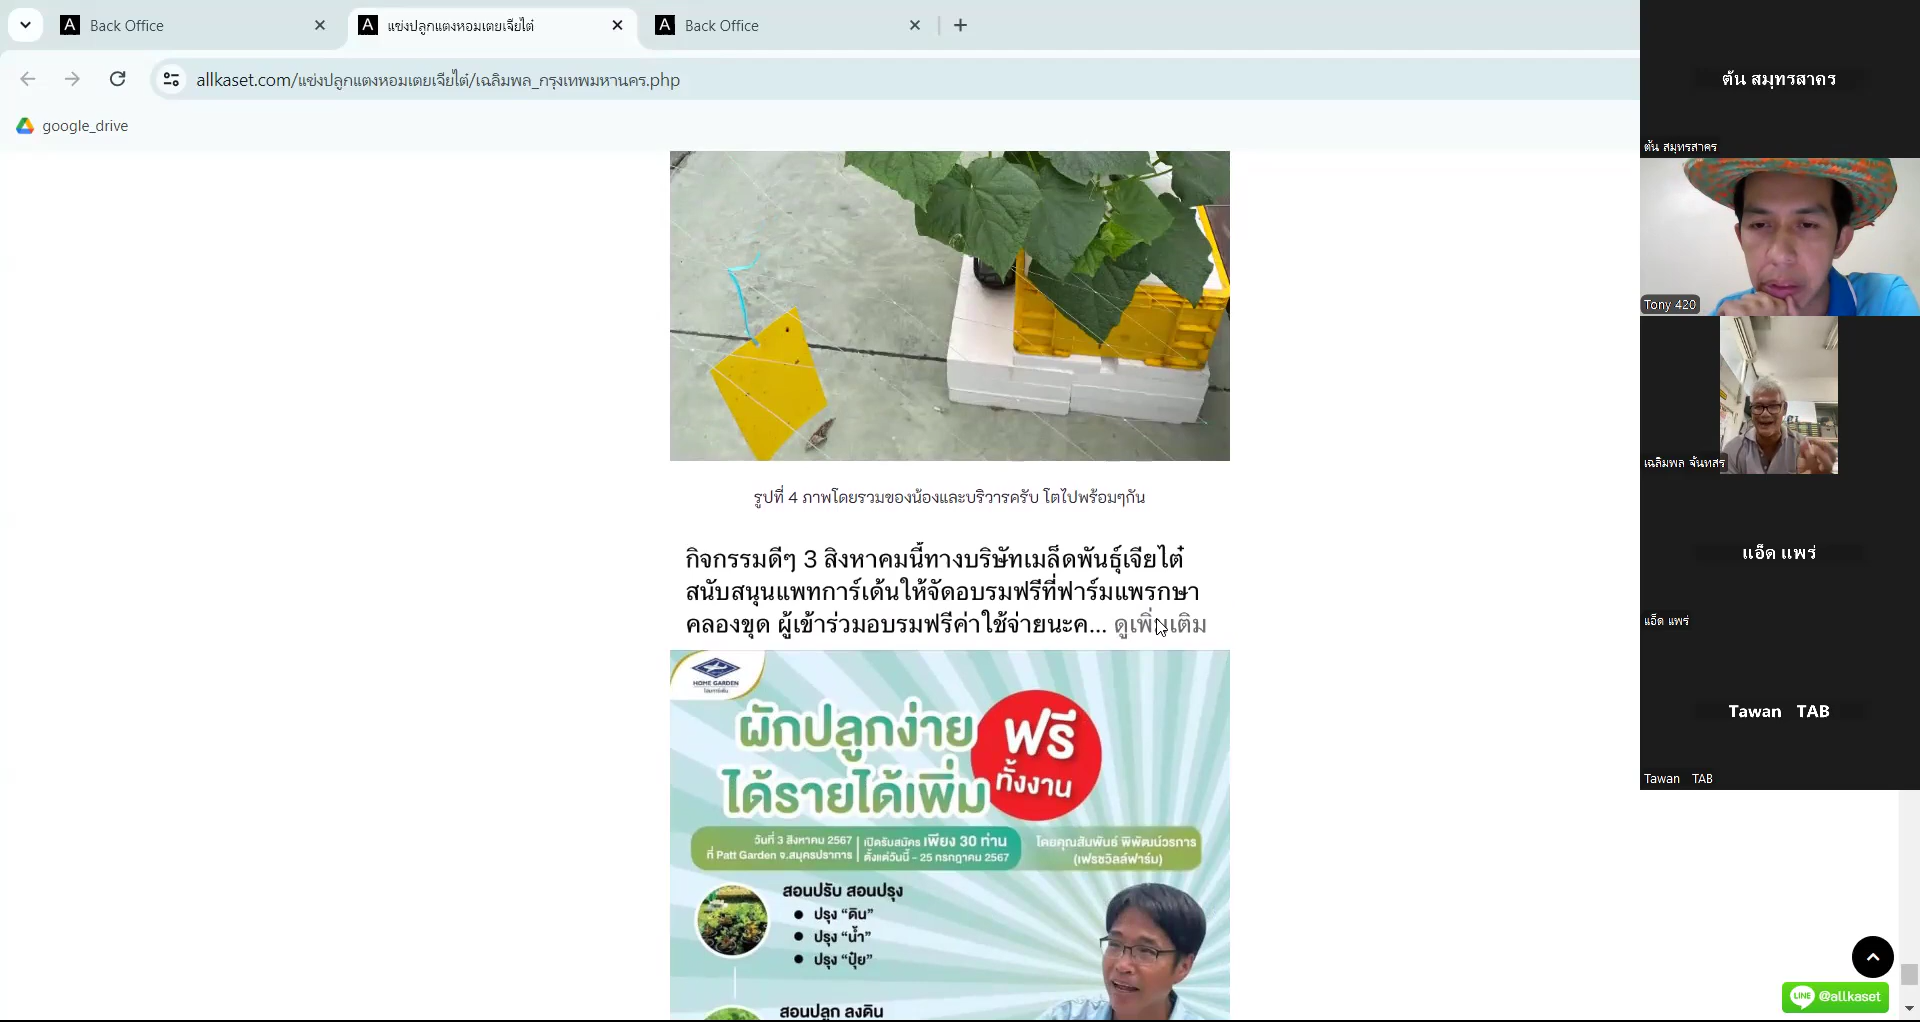 Back Office
แข่งปลูกแตงหอมเตยเจียไต๋
Back Office
allkaset.com/แข่งปลูกแตงหอมเตยเจียไต๋/เฉลิมพล_กรุงเทพมหานคร.php
google_drive
รูปที่ 4 ภาพโดยรวมของน้องและบริวารครับ โตไปพร้อมๆกัน
กิจกรรมดีๆ 3 สิงหาคมนี้ทางบริษัทเมล็ดพันธุ์เจียไต๋
สนับสนุนแพทการ์เด้นให้จัดอบรมฟรีที่ฟาร์มแพรกษา
คลองขุด ผู้เข้าร่วมอบรมฟรีค่าใช้จ่ายนะค... ดูเพิ่มเติม
HOME GARDEN
ผักปลูกง่าย
ได้รายได้เพิ่ม
ฟรี
ทั้งงาน
วันที่ 3 สิงหาคม 2567
ที่ Patt Garden จ.สมุทรปราการ
เปิดรับสมัคร เพียง 30 ท่าน
ตั้งแต่วันนี้ - 25 กรกฎาคม 2567
โดยคุณสัมพันธ์ พิพัฒน์วรการ
(เฟรชวิลล์ฟาร์ม)
สอนปรับ สอนปรุง
● ปรุง “ดิน”
● ปรุง “น้ำ”
● ปรุง “ปุ๋ย”
สอนปลูก ลงดิน
ต้น สมุทรสาคร
ต้น สมุทรสาคร
Tony 420
เฉลิมพล จันทสร
แอ็ด แพร่
แอ็ด แพร่
Tawan TAB
Tawan TAB
LINE @allkaset